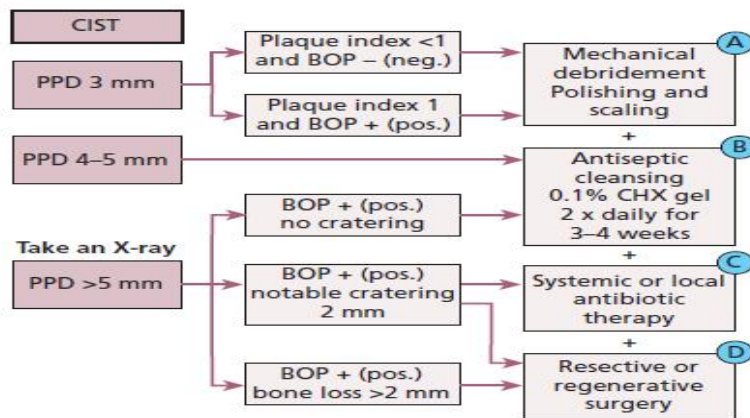 CIST
PPD 3 mm
Plaque index <1
and BOP – (neg.)
Plaque index 1
and BOP + (pos.)
A
Mechanical
debridement
Polishing and
scaling
+
PPD 4–5 mm
B
Antiseptic
cleansing
0.1% CHX gel
2 x daily for
3–4 weeks
BOP + (pos.)
no cratering
+
Take an X-ray
PPD >5 mm
BOP + (pos.)
notable cratering
2 mm
C
Systemic or local
antibiotic
therapy
+
BOP + (pos.)
bone loss >2 mm
D
Resective or
regenerative
surgery